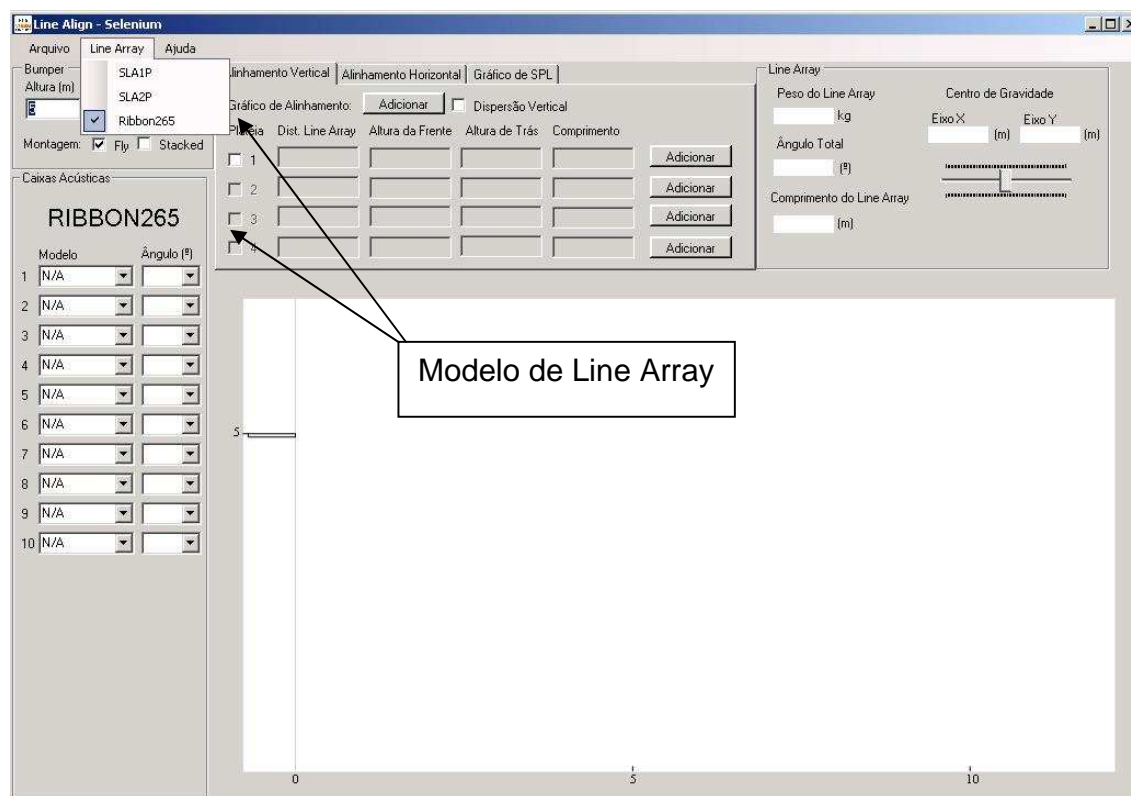 Line Align - Selenium
Arquivo Line Array Ajuda
SLA1P
SLA2P
Ribbon265
Bumper
Altura (m)
5
Montagem: Fly Stacked
Caixas Acústicas
RIBBON265
Modelo Ângulo (º)
1 N/A
2 N/A
3 N/A
4 N/A
5 N/A
6 N/A
7 N/A
8 N/A
9 N/A
10 N/A
Alinhamento Vertical Alinhamento Horizontal Gráfico de SPL
Gráfico de Alinhamento: Adicionar Dispersão Vertical
Plateia Dist. Line Array Altura da Frente Altura de Trás Comprimento
1 Adicionar
2 Adicionar
3 Adicionar
4 Adicionar
Line Array
Peso do Line Array Centro de Gravidade
kg Eixo X (m) Eixo Y (m)
Ângulo Total
(º)
Comprimento do Line Array
(m)
Modelo de Line Array
5
0 5 10